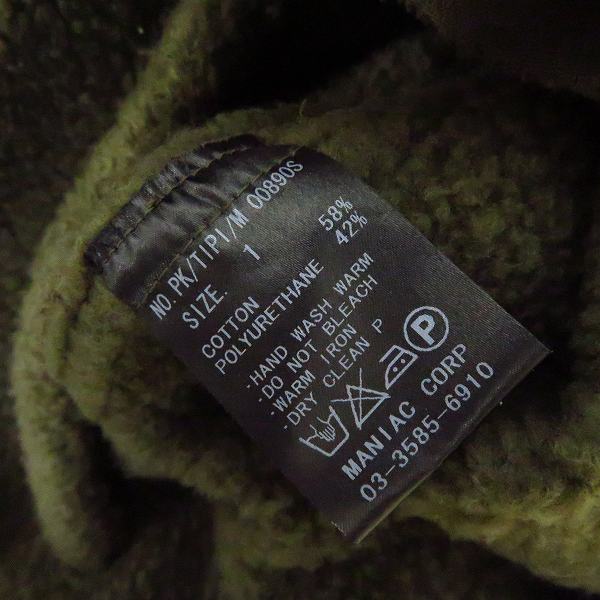 NO. PK/TIPI/M 00890S
SIZE. 1
COTTON 58%
POLYURETHANE 42%
-HAND WASH WARM
-DO NOT BLEACH
-WARM IRON
-DRY CLEAN P
P
MANIAC CORP
03-3585-6910